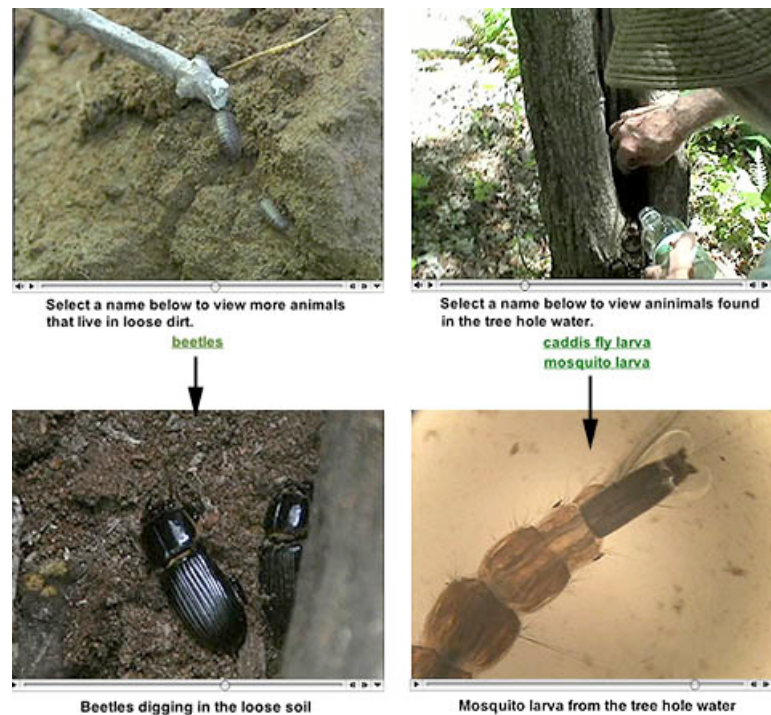 Select a name below to view more animals
that live in loose dirt.
beetles
Select a name below to view aninimals found
in the tree hole water.
caddis fly larva
mosquito larva
Beetles digging in the loose soil
Mosquito larva from the tree hole water